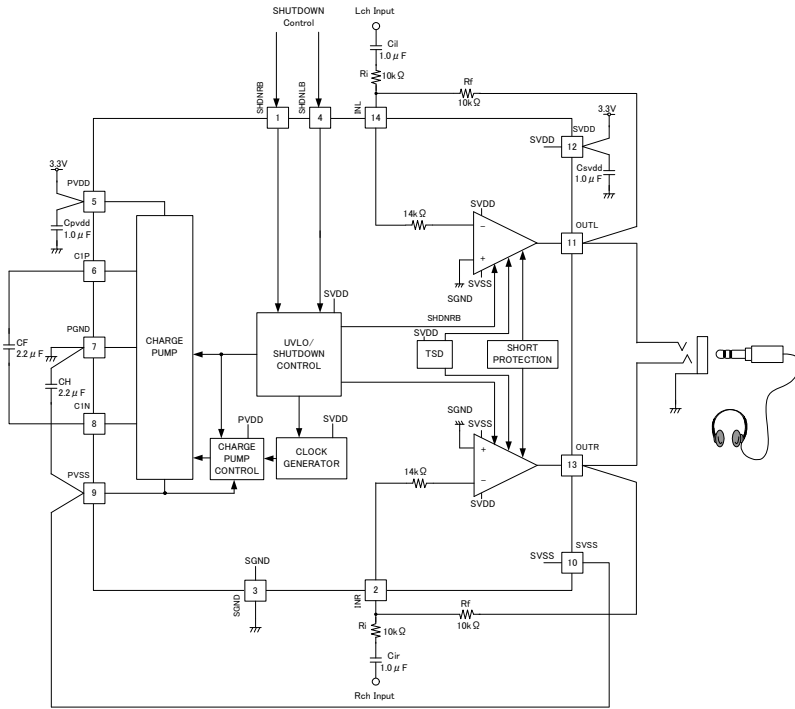 SHUTDOWN
Control
Lch Input
Cil
1.0μF
Ri
10kΩ
Rf
10kΩ
SHDNRB
SHDNLB
INL
1
4
14
3.3V
SVDD
SVDD
12
Csvdd
1.0μF
3.3V
PVDD
5
Cpvdd
1.0μF
C1P
6
14kΩ
SVDD
−
+
SVSS
SGND
OUTL
11
PGND
7
CF
2.2μF
CH
2.2μF
C1N
8
CHARGE
PUMP
SVDD
UVLO/
SHUTDOWN
CONTROL
SHDNRB
SVDD
TSD
SHORT
PROTECTION
PVDD
SVDD
CHARGE
PUMP
CONTROL
CLOCK
GENERATOR
SGND
SVSS
+
−
SVDD
14kΩ
OUTR
13
PVSS
9
SVSS
SVSS
10
SGND
SGND
3
INR
2
Rf
10kΩ
Ri
10kΩ
Cir
1.0μF
Rch Input